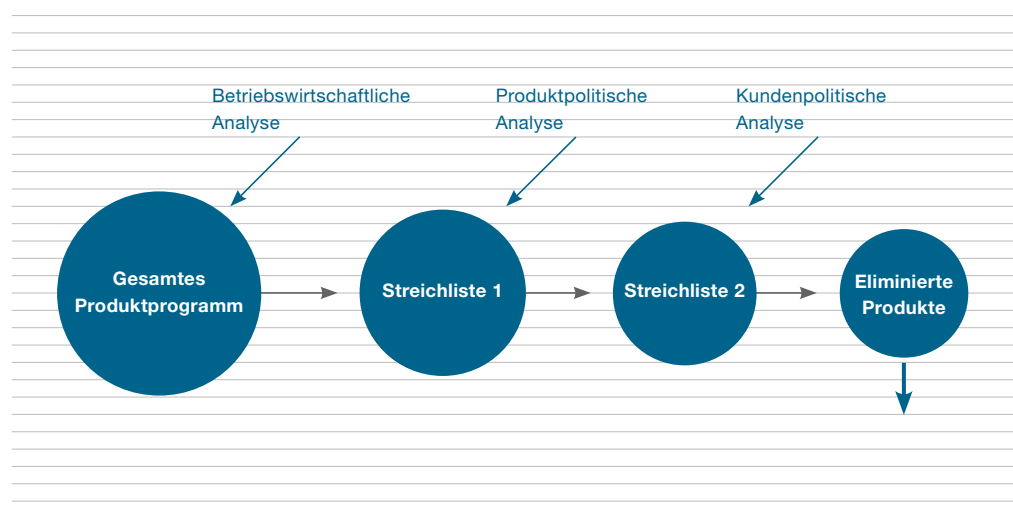 Betriebswirtschaftliche
Analyse
Produktpolitische
Analyse
Kundenpolitische
Analyse
Gesamtes
Produktprogramm
Streichliste 1
Streichliste 2
Eliminierte
Produkte